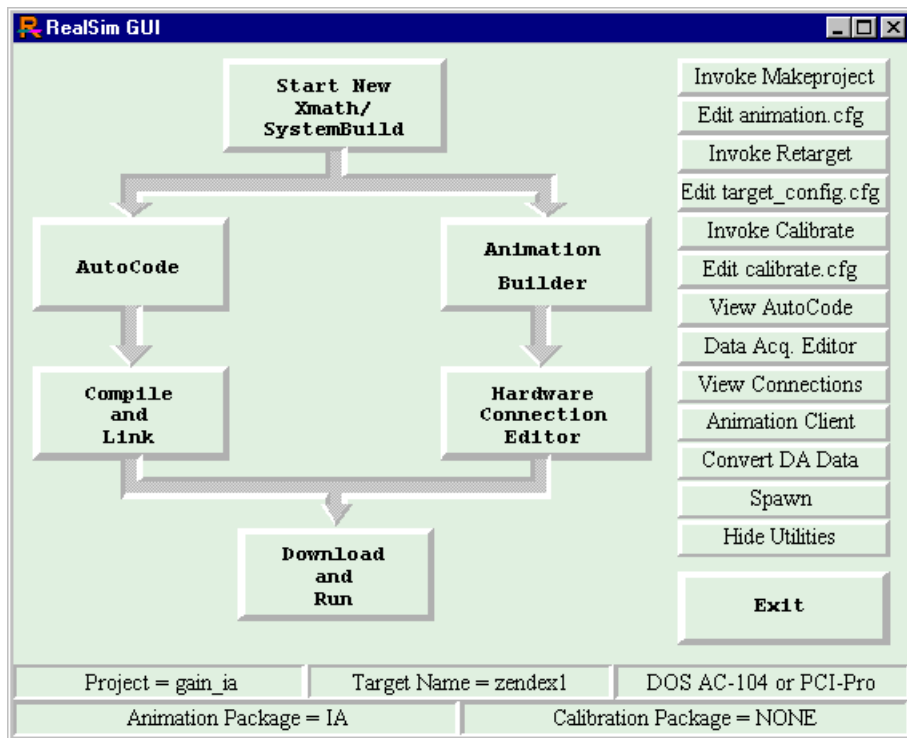 RealSim GUI
Start New
Xmath/
SystemBuild
AutoCode
Animation
Builder
Compile
and
Link
Hardware
Connection
Editor
Download
and
Run
Invoke Makeproject
Edit animation.cfg
Invoke Retarget
Edit target_config.cfg
Invoke Calibrate
Edit calibrate.cfg
View AutoCode
Data Acq. Editor
View Connections
Animation Client
Convert DA Data
Spawn
Hide Utilities
Exit
Project = gain_ia
Target Name = zendex1
DOS AC-104 or PCI-Pro
Animation Package = IA
Calibration Package = NONE